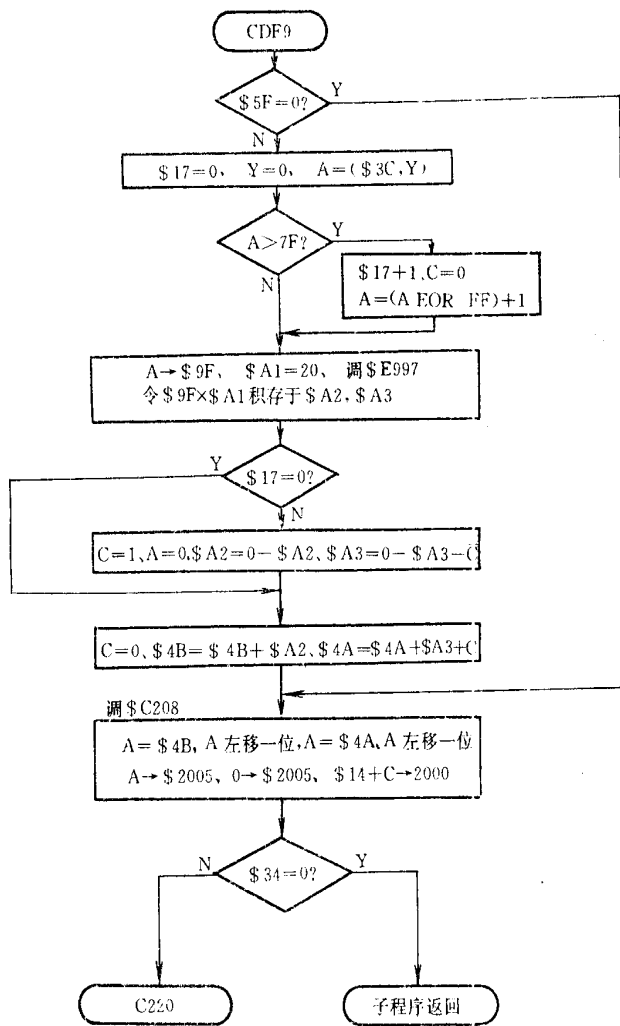 CDF9
$5F=0?
Y
N
$17=0、 Y=0、 A=($3C,Y)
A>7F?
Y
N
$17+1、C=0
A=(A EOR FF)+1
A→$9F、 $A1=20、 调$E997
令$9F×$A1积存于$A2,$A3
$17=0?
Y
N
C=1、A=0、$A2=0-$A2、$A3=0-$A3-C
C=0、$4B=$4B+$A2、$4A=$4A+$A3+C
调$C208
A=$4B, A左移一位,A=$4A、A左移一位
A→$2005、0→$2005、 $14+C→2000
$34=0?
N
Y
C220
子程序返回